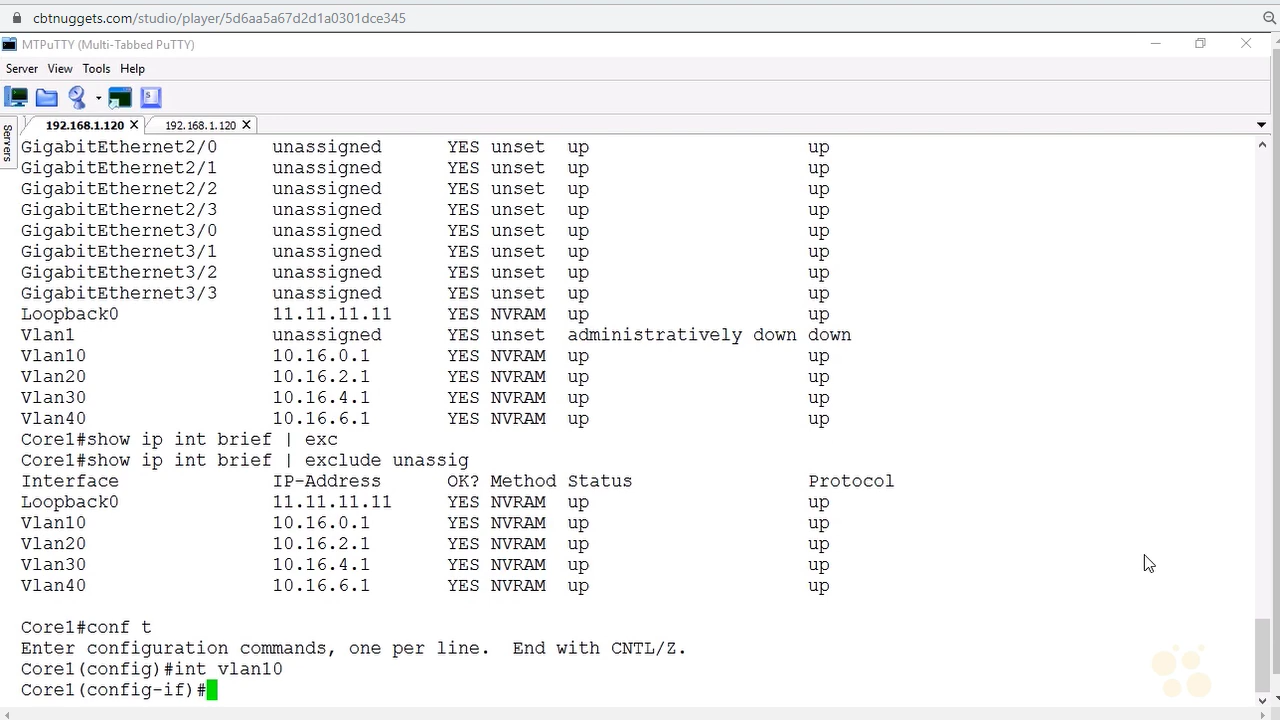 cbtnuggets.com/studio/player/5d6aa5a67d2d1a0301dce345
MTPuTTY (Multi-Tabbed PuTTY)
Server View Tools Help
192.168.1.120 192.168.1.120
Servers
GigabitEthernet2/0 unassigned YES unset up up
GigabitEthernet2/1 unassigned YES unset up up
GigabitEthernet2/2 unassigned YES unset up up
GigabitEthernet2/3 unassigned YES unset up up
GigabitEthernet3/0 unassigned YES unset up up
GigabitEthernet3/1 unassigned YES unset up up
GigabitEthernet3/2 unassigned YES unset up up
GigabitEthernet3/3 unassigned YES unset up up
Loopback0 11.11.11.11 YES NVRAM up up
Vlan1 unassigned YES unset administratively down down
Vlan10 10.16.0.1 YES NVRAM up up
Vlan20 10.16.2.1 YES NVRAM up up
Vlan30 10.16.4.1 YES NVRAM up up
Vlan40 10.16.6.1 YES NVRAM up up
Core1#show ip int brief | exc
Core1#show ip int brief | exclude unassig
Interface IP-Address OK? Method Status Protocol
Loopback0 11.11.11.11 YES NVRAM up up
Vlan10 10.16.0.1 YES NVRAM up up
Vlan20 10.16.2.1 YES NVRAM up up
Vlan30 10.16.4.1 YES NVRAM up up
Vlan40 10.16.6.1 YES NVRAM up up
Core1#conf t
Enter configuration commands, one per line. End with CNTL/Z.
Core1(config)#int vlan10
Core1(config-if)#